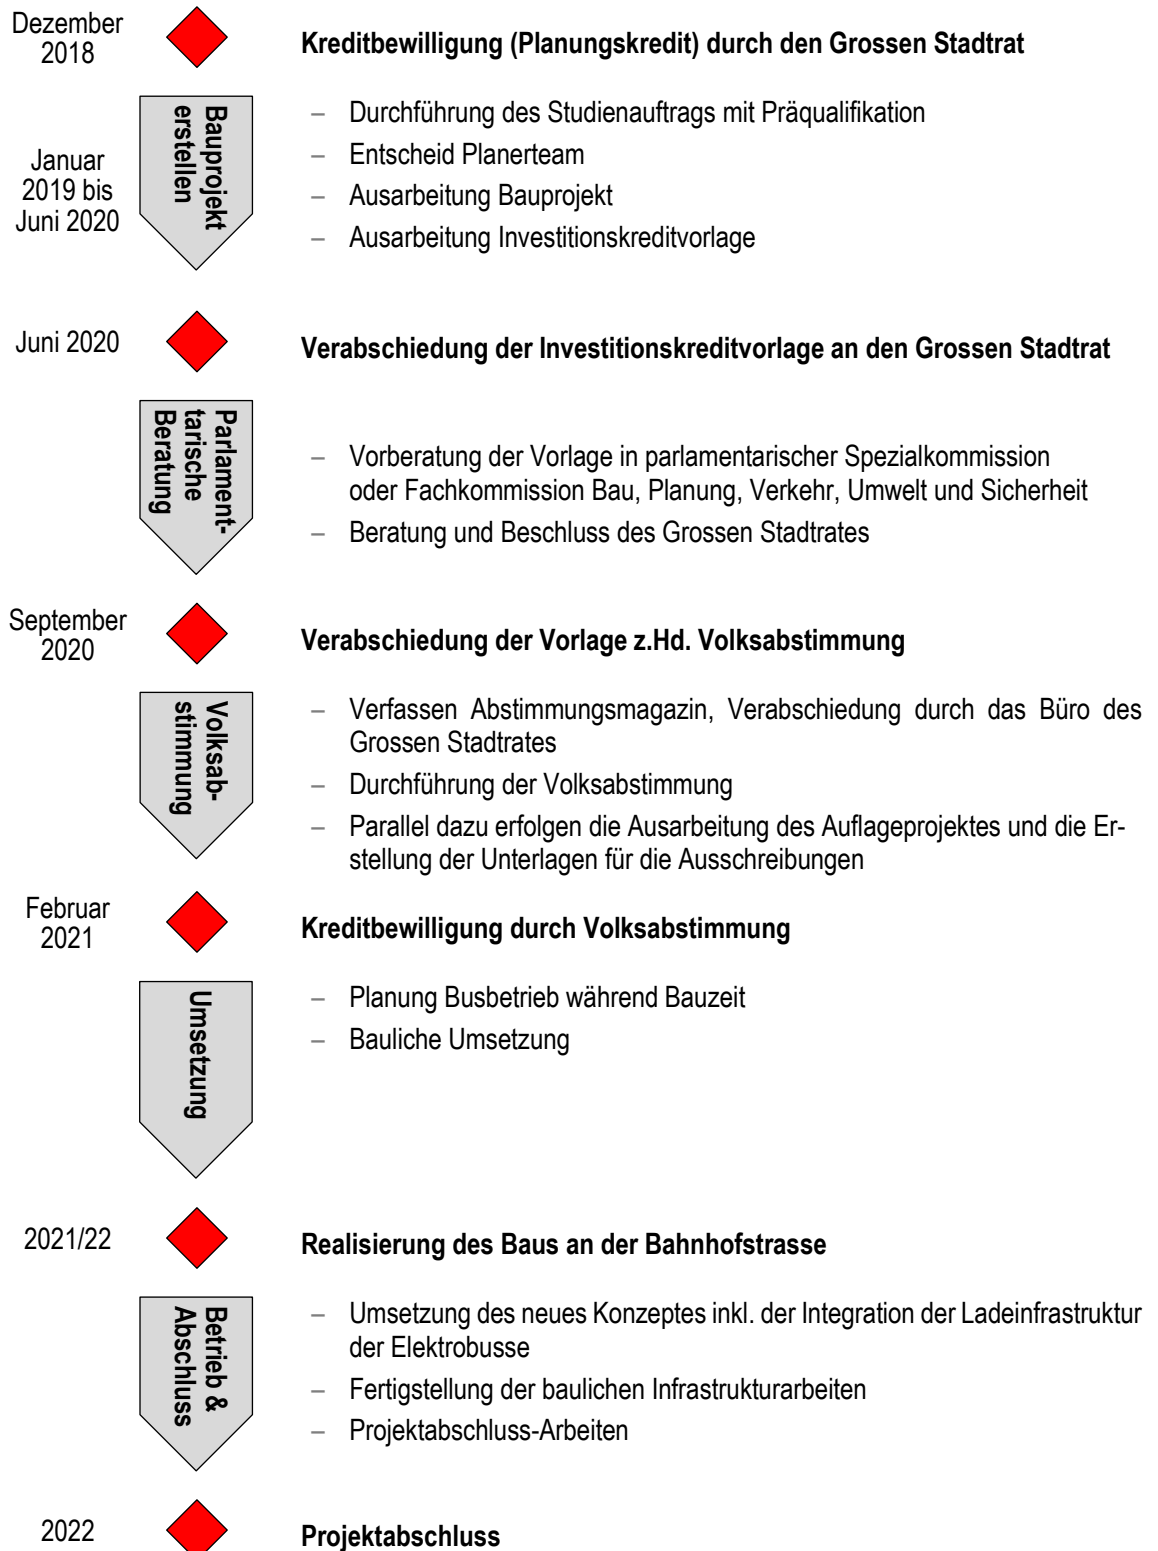 Dezember
2018
Kreditbewilligung (Planungskredit) durch den Grossen Stadtrat
Januar
2019 bis
Juni 2020
Bauprojekt
erstellen
– Durchführung des Studienauftrags mit Präqualifikation
– Entscheid Planerteam
– Ausarbeitung Bauprojekt
– Ausarbeitung Investitionskreditvorlage
Juni 2020
Verabschiedung der Investitionskreditvorlage an den Grossen Stadtrat
Parlament-
tarische
Beratung
– Vorberatung der Vorlage in parlamentarischer Spezialkommission
oder Fachkommission Bau, Planung, Verkehr, Umwelt und Sicherheit
– Beratung und Beschluss des Grossen Stadtrates
September
2020
Verabschiedung der Vorlage z.Hd. Volksabstimmung
Volksab-
stimmung
– Verfassen Abstimmungsmagazin, Verabschiedung durch das Büro des
Grossen Stadtrates
– Durchführung der Volksabstimmung
– Parallel dazu erfolgen die Ausarbeitung des Auflageprojektes und die Er-
stellung der Unterlagen für die Ausschreibungen
Februar
2021
Kreditbewilligung durch Volksabstimmung
Umsetzung
– Planung Busbetrieb während Bauzeit
– Bauliche Umsetzung
2021/22
Realisierung des Baus an der Bahnhofstrasse
Betrieb &
Abschluss
– Umsetzung des neues Konzeptes inkl. der Integration der Ladeinfrastruktur
der Elektrobusse
– Fertigstellung der baulichen Infrastrukturarbeiten
– Projektabschluss-Arbeiten
2022
Projektabschluss